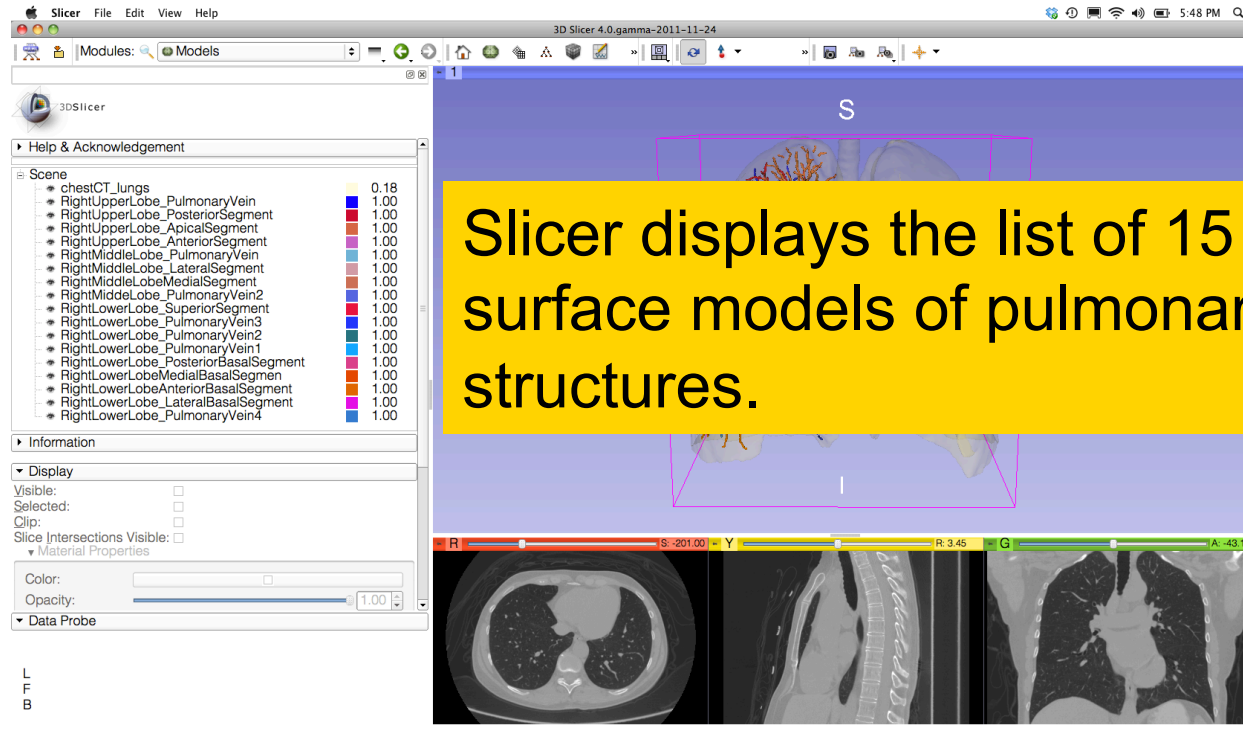 Slicer File Edit View Help 5:48 PM
3D Slicer 4.0.gamma-2011-11-24
Modules: Models » »
1
3DSlicer
S
Help & Acknowledgement
Scene
chestCT_lungs 0.18
RightUpperLobe_PulmonaryVein 1.00
RightUpperLobe_PosteriorSegment 1.00
RightUpperLobe_ApicalSegment 1.00
RightUpperLobe_AnteriorSegment 1.00
RightMiddleLobe_PulmonaryVein 1.00
RightMiddleLobe_LateralSegment 1.00
RightMiddleLobeMedialSegment 1.00
RightMiddeLobe_PulmonaryVein2 1.00
RightLowerLobe_SuperiorSegment 1.00
RightLowerLobe_PulmonaryVein3 1.00
RightLowerLobe_PulmonaryVein2 1.00
RightLowerLobe_PulmonaryVein1 1.00
RightLowerLobe_PosteriorBasalSegment 1.00
RightLowerLobeMedialBasalSegmen 1.00
RightLowerLobeAnteriorBasalSegment 1.00
RightLowerLobe_LateralBasalSegment 1.00
RightLowerLobe_PulmonaryVein4 1.00
Slicer displays the list of 15
surface models of pulmonar
structures.
Information
Display
Visible:
Selected:
Clip:
Slice Intersections Visible:
Material Properties
Color:
Opacity: 1.00
Data Probe
L
F
B
I
R S: -201.00 Y R: 3.45 G A: -43.1